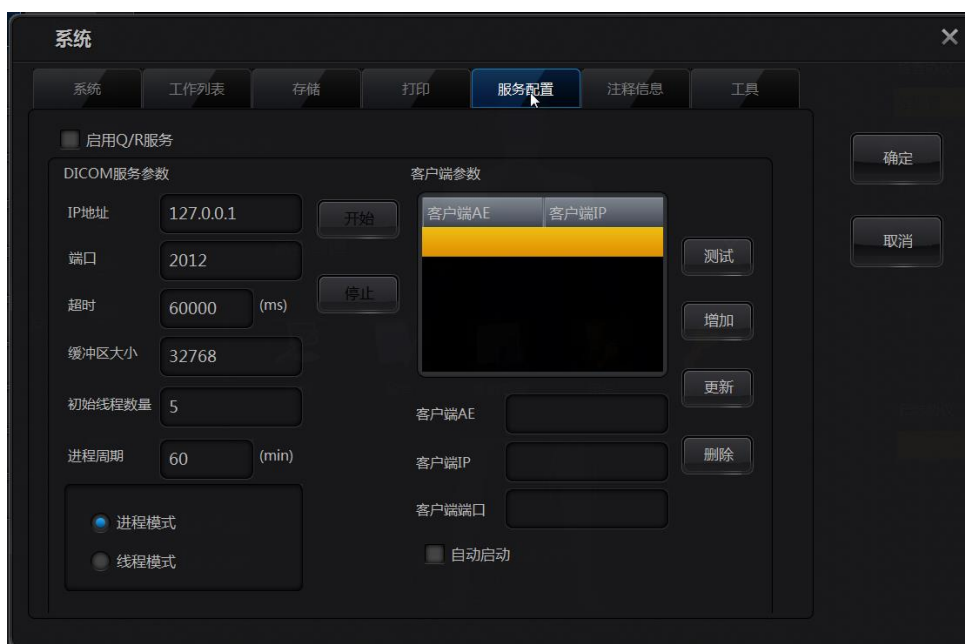 系统
系统 工作列表 存储 打印 服务配置 注释信息 工具
启用Q/R服务
DICOM服务参数
IP地址 127.0.0.1 开始
端口 2012
停止
超时 60000 (ms)
缓冲区大小 32768
初始线程数量 5
进程周期 60 (min)
进程模式
线程模式
客户端参数
客户端AE 客户端IP
测试
增加
更新
删除
客户端AE
客户端IP
客户端端口
自动启动
确定
取消